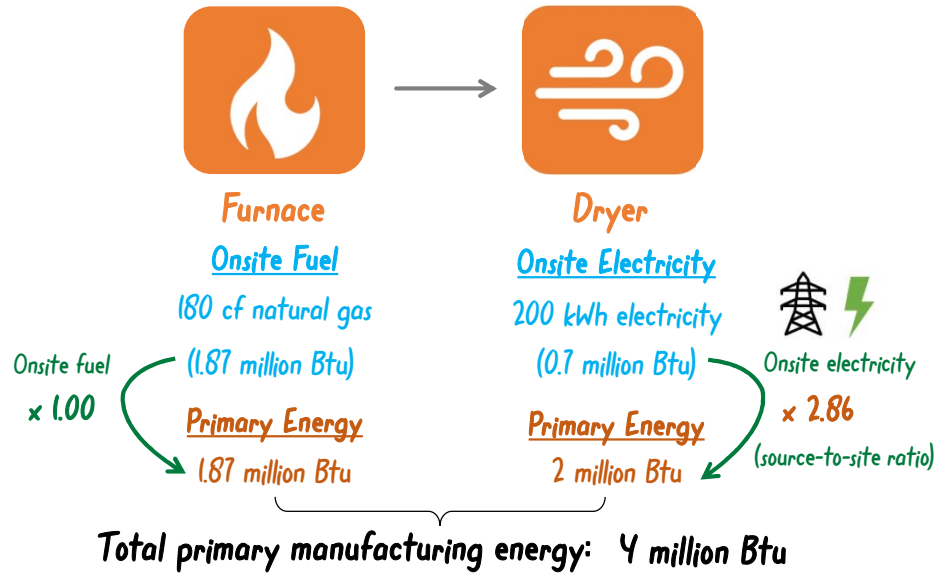 Furnace
Onsite Fuel
180 cf natural gas
(1.87 million Btu)
Onsite fuel
x 1.00
Primary Energy
1.87 million Btu
Dryer
Onsite Electricity
200 kWh electricity
(0.7 million Btu)
Onsite electricity
x 2.86
(source-to-site ratio)
Primary Energy
2 million Btu
Total primary manufacturing energy: 4 million Btu